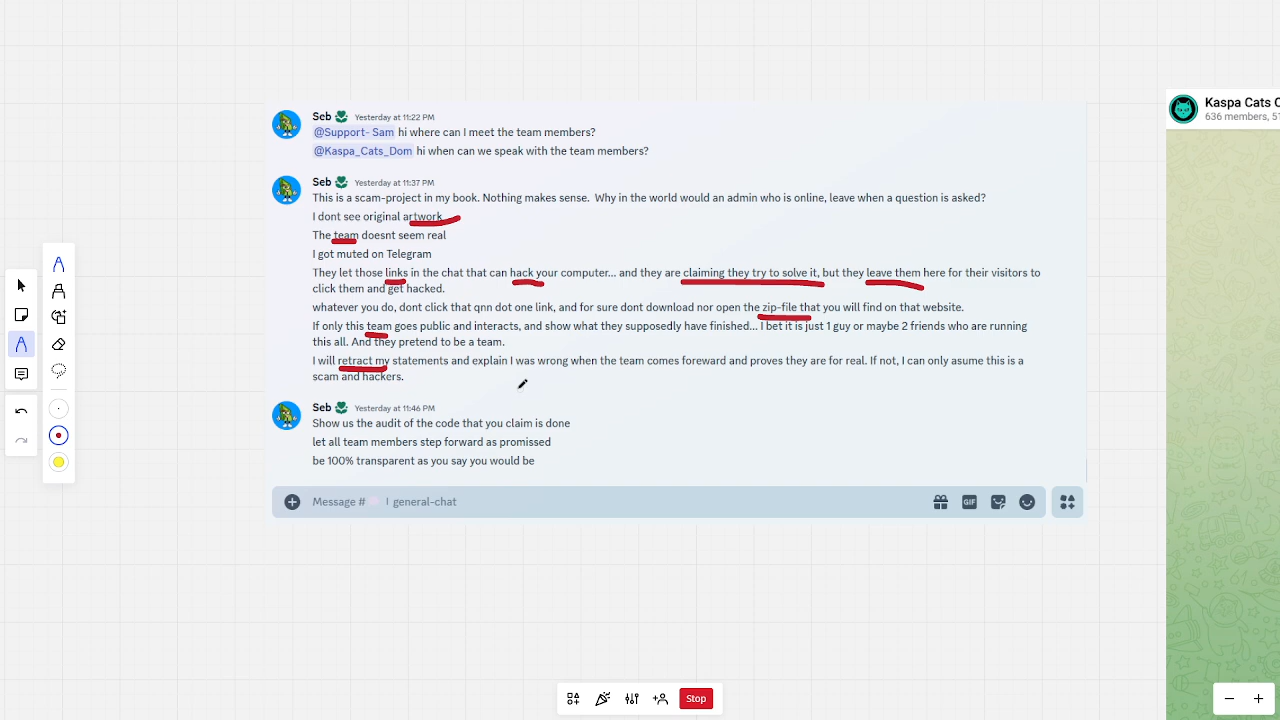 Seb Yesterday at 11:22 PM
@Support- Sam hi where can I meet the team members?
@Kaspa_Cats_Dom hi when can we speak with the team members?
Seb Yesterday at 11:37 PM
This is a scam-project in my book. Nothing makes sense. Why in the world would an admin who is online, leave when a question is asked?
I dont see original artwork
The team doesnt seem real
I got muted on Telegram
They let those links in the chat that can hack your computer... and they are claiming they try to solve it, but they leave them here for their visitors to
click them and get hacked.
whatever you do, dont click that qnn dot one link, and for sure dont download nor open the zip-file that you will find on that website.
If only this team goes public and interacts, and show what they supposedly have finished... I bet it is just 1 guy or maybe 2 friends who are running
this all. And they pretend to be a team.
I will retract my statements and explain I was wrong when the team comes foreward and proves they are for real. If not, I can only asume this is a
scam and hackers.
Seb Yesterday at 11:46 PM
Show us the audit of the code that you claim is done
let all team members step forward as promissed
be 100% transparent as you say you would be
Message # I general-chat
GIF
Kaspa Cats
636 members,
Stop